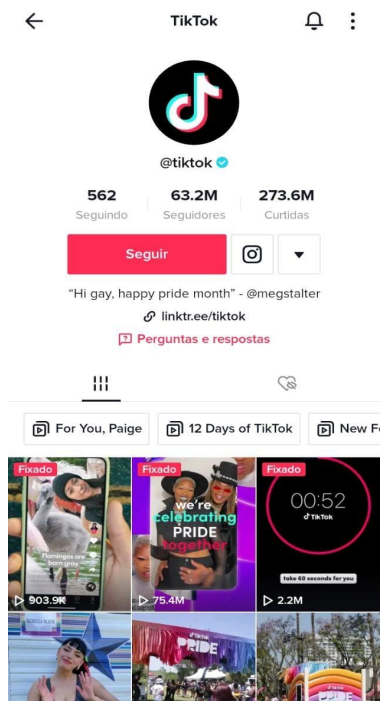 TikTok
@tiktok
562
63.2M
273.6M
Seguindo
Seguidores
Curtidas
Seguir
“Hi gay, happy pride month” - @megstalter
linktr.ee/tiktok
Perguntas e respostas
For You, Paige
12 Days of TikTok
New F
Fixado
Fixado
Fixado
we're
celebrating
PRIDE
together
00:52
TikTok
Flamingos are
born gray
take 60 seconds for you
903.9K
75.4M
2.2M
TikTok
PRIDE
PRIDE